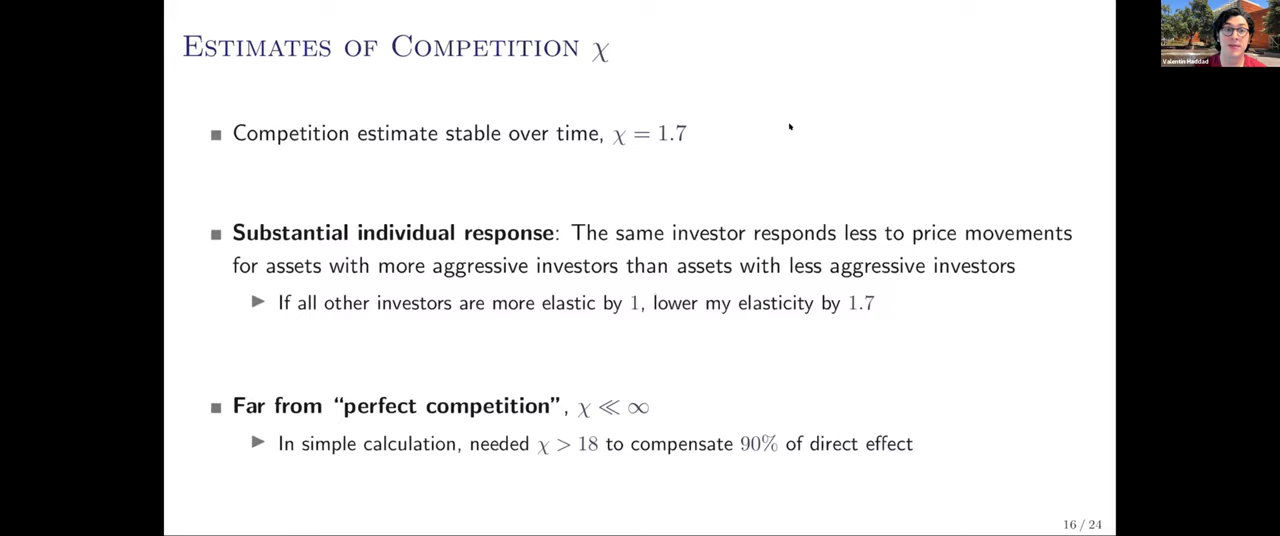 ESTIMATES OF COMPETITION χ
Valentin Haddad
■ Competition estimate stable over time, χ = 1.7
■ Substantial individual response: The same investor responds less to price movements
for assets with more aggressive investors than assets with less aggressive investors
▶ If all other investors are more elastic by 1, lower my elasticity by 1.7
■ Far from “perfect competition”, χ ≪ ∞
▶ In simple calculation, needed χ > 18 to compensate 90% of direct effect
16 / 24